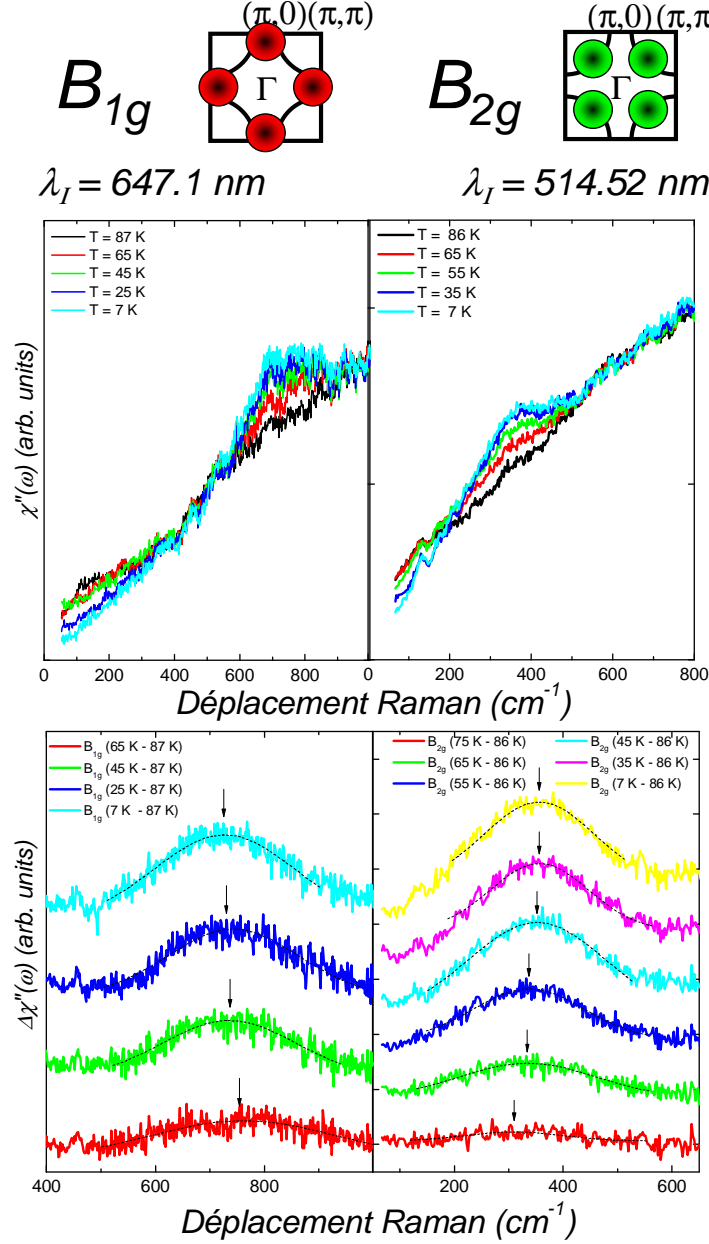 (π,0)(π,π)
(π,0)(π,π
B1g
Γ
B2g
Γ
λI = 647.1 nm
λI = 514.52 nm
T = 87 K
T = 65 K
T = 45 K
T = 25 K
T = 7 K
T = 86 K
T = 65 K
T = 55 K
T = 35 K
T = 7 K
χ''(ω) (arb. units)
0 200 400 600 800 0
200 400 600 800
Déplacement Raman (cm-1)
B1g (65 K - 87 K)
B1g (45 K - 87 K)
B1g (25 K - 87 K)
B1g (7 K - 87 K)
B2g (75 K - 86 K)
B2g (65 K - 86 K)
B2g (55 K - 86 K)
B2g (45 K - 86 K)
B2g (35 K - 86 K)
B2g (7 K - 86 K)
Δχ''(ω) (arb. units)
400 600 800
200 400 600
Déplacement Raman (cm-1)